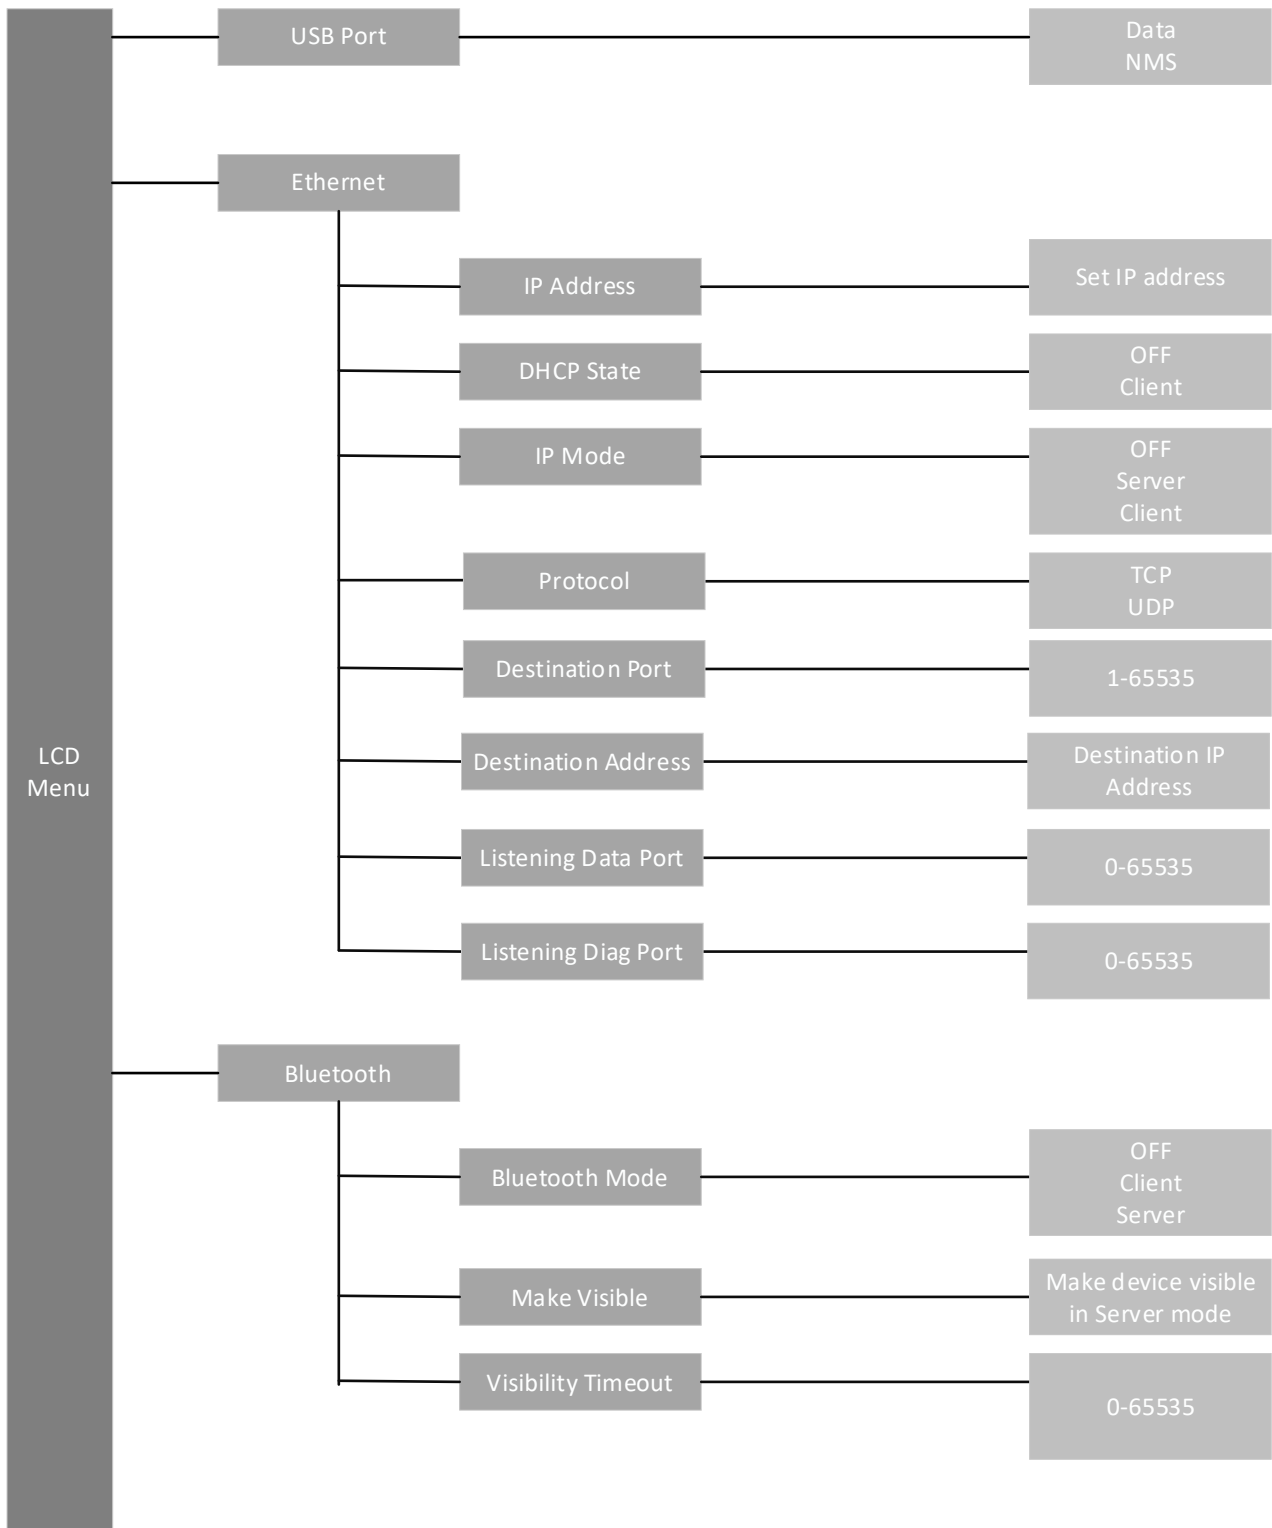 USB Port
Data
NMS
Ethernet
IP Address
Set IP address
DHCP State
OFF
Client
IP Mode
OFF
Server
Client
Protocol
TCP
UDP
Destination Port
1-65535
LCD
Menu
Destination Address
Destination IP
Address
Listening Data Port
0-65535
Listening Diag Port
0-65535
Bluetooth
Bluetooth Mode
OFF
Client
Server
Make Visible
Make device visible
in Server mode
Visibility Timeout
0-65535